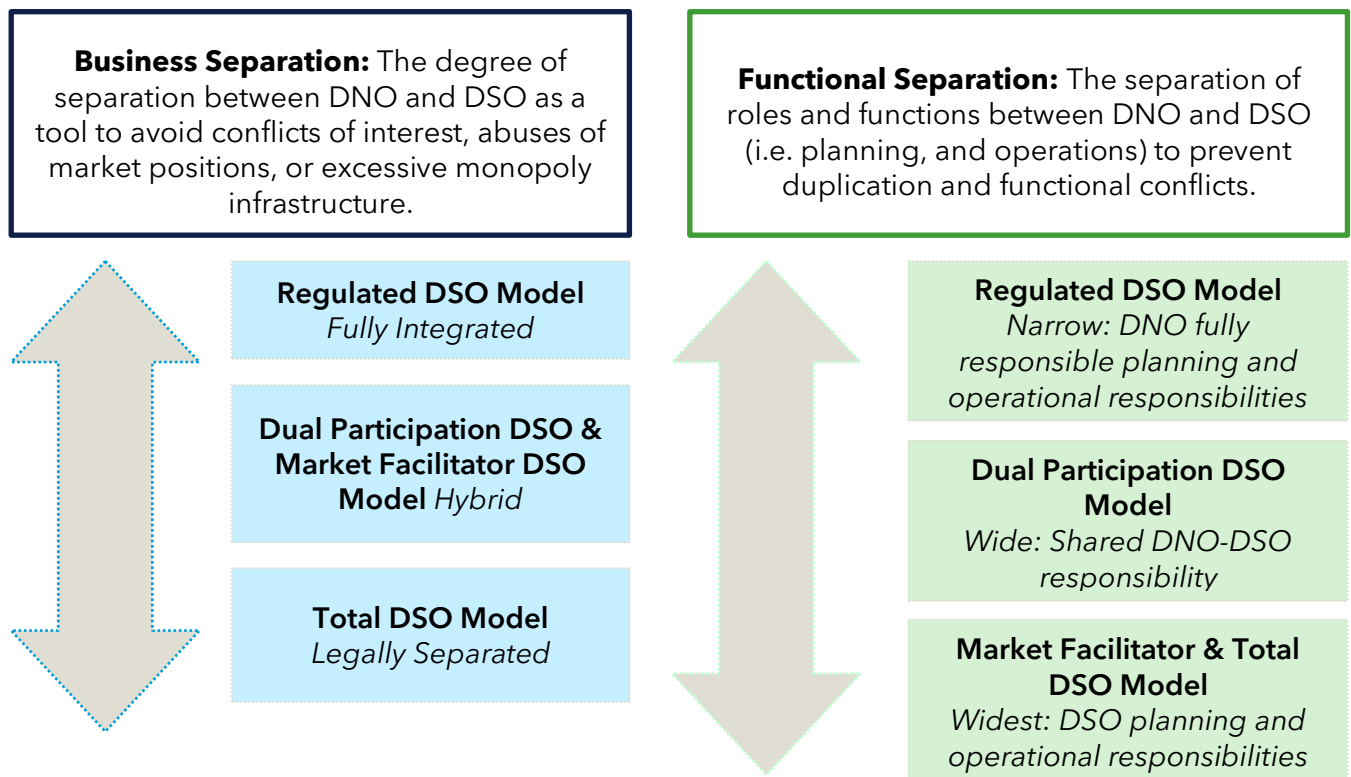 Business Separation: The degree of
separation between DNO and DSO as a
tool to avoid conflicts of interest, abuses of
market positions, or excessive monopoly
infrastructure.
Functional Separation: The separation of
roles and functions between DNO and DSO
(i.e. planning, and operations) to prevent
duplication and functional conflicts.
Regulated DSO Model
Fully Integrated
Dual Participation DSO &
Market Facilitator DSO
Model Hybrid
Total DSO Model
Legally Separated
Regulated DSO Model
Narrow: DNO fully
responsible planning and
operational responsibilities
Dual Participation DSO
Model
Wide: Shared DNO-DSO
responsibility
Market Facilitator & Total
DSO Model
Widest: DSO planning and
operational responsibilities